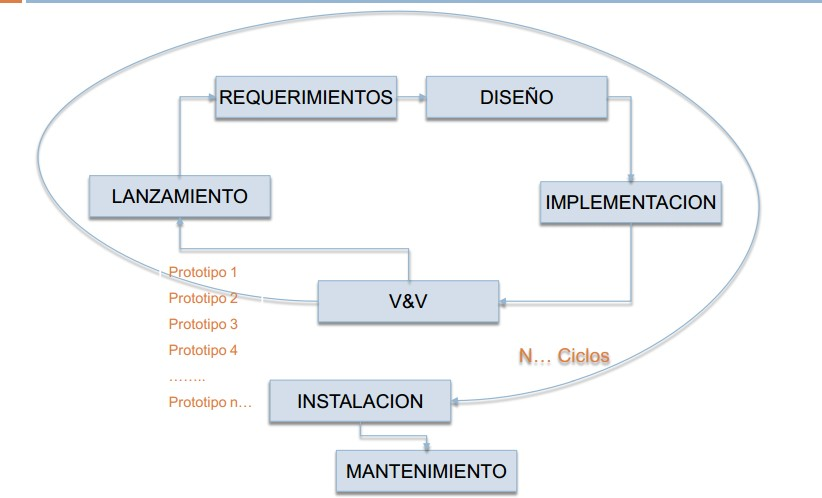 REQUERIMIENTOS
DISEÑO
LANZAMIENTO
IMPLEMENTACION
Prototipo 1
Prototipo 2
Prototipo 3
Prototipo 4
……..
Prototipo n…
V&V
N… Ciclos
INSTALACION
MANTENIMIENTO